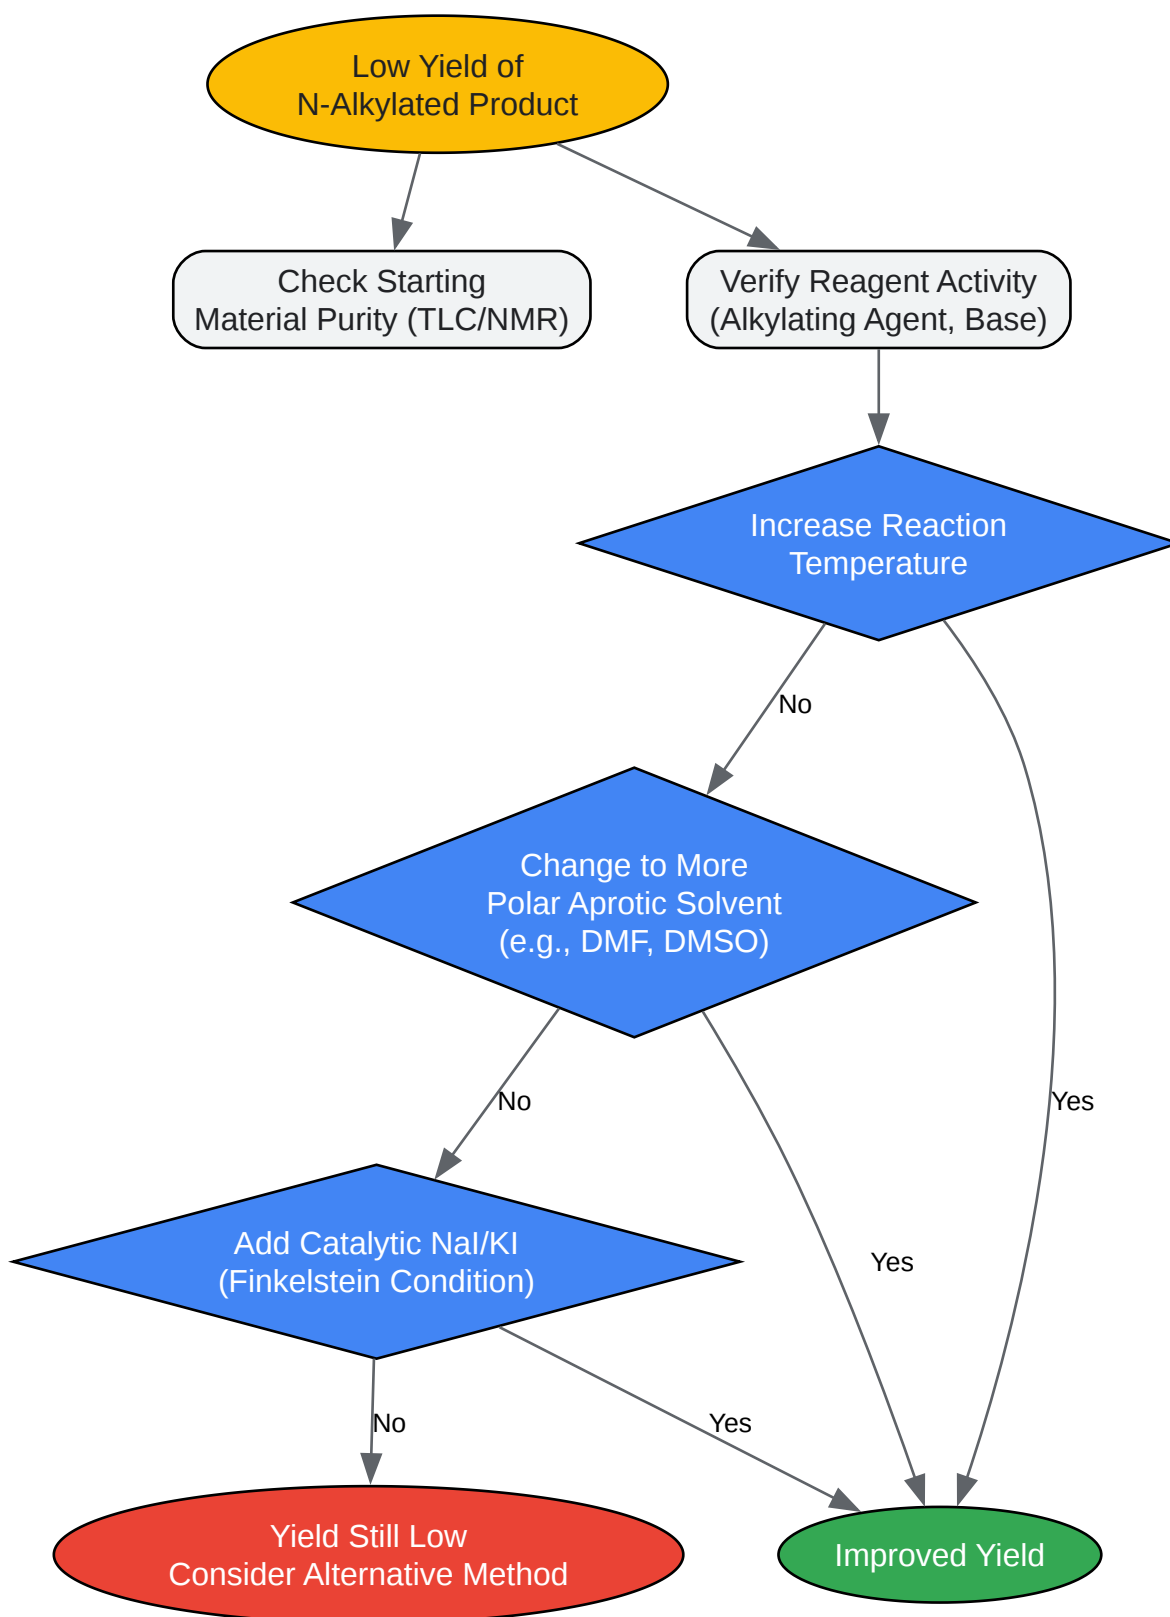 Low Yield of
N-Alkylated Product
Check Starting
Material Purity (TLC/NMR)
Verify Reagent Activity
(Alkylating Agent, Base)
Increase Reaction
Temperature
No
Change to More
Polar Aprotic Solvent
(e.g., DMF, DMSO)
No
Yes
Add Catalytic NaI/KI
(Finkelstein Condition)
Yes
No
Yes
Yield Still Low
Consider Alternative Method
Improved Yield